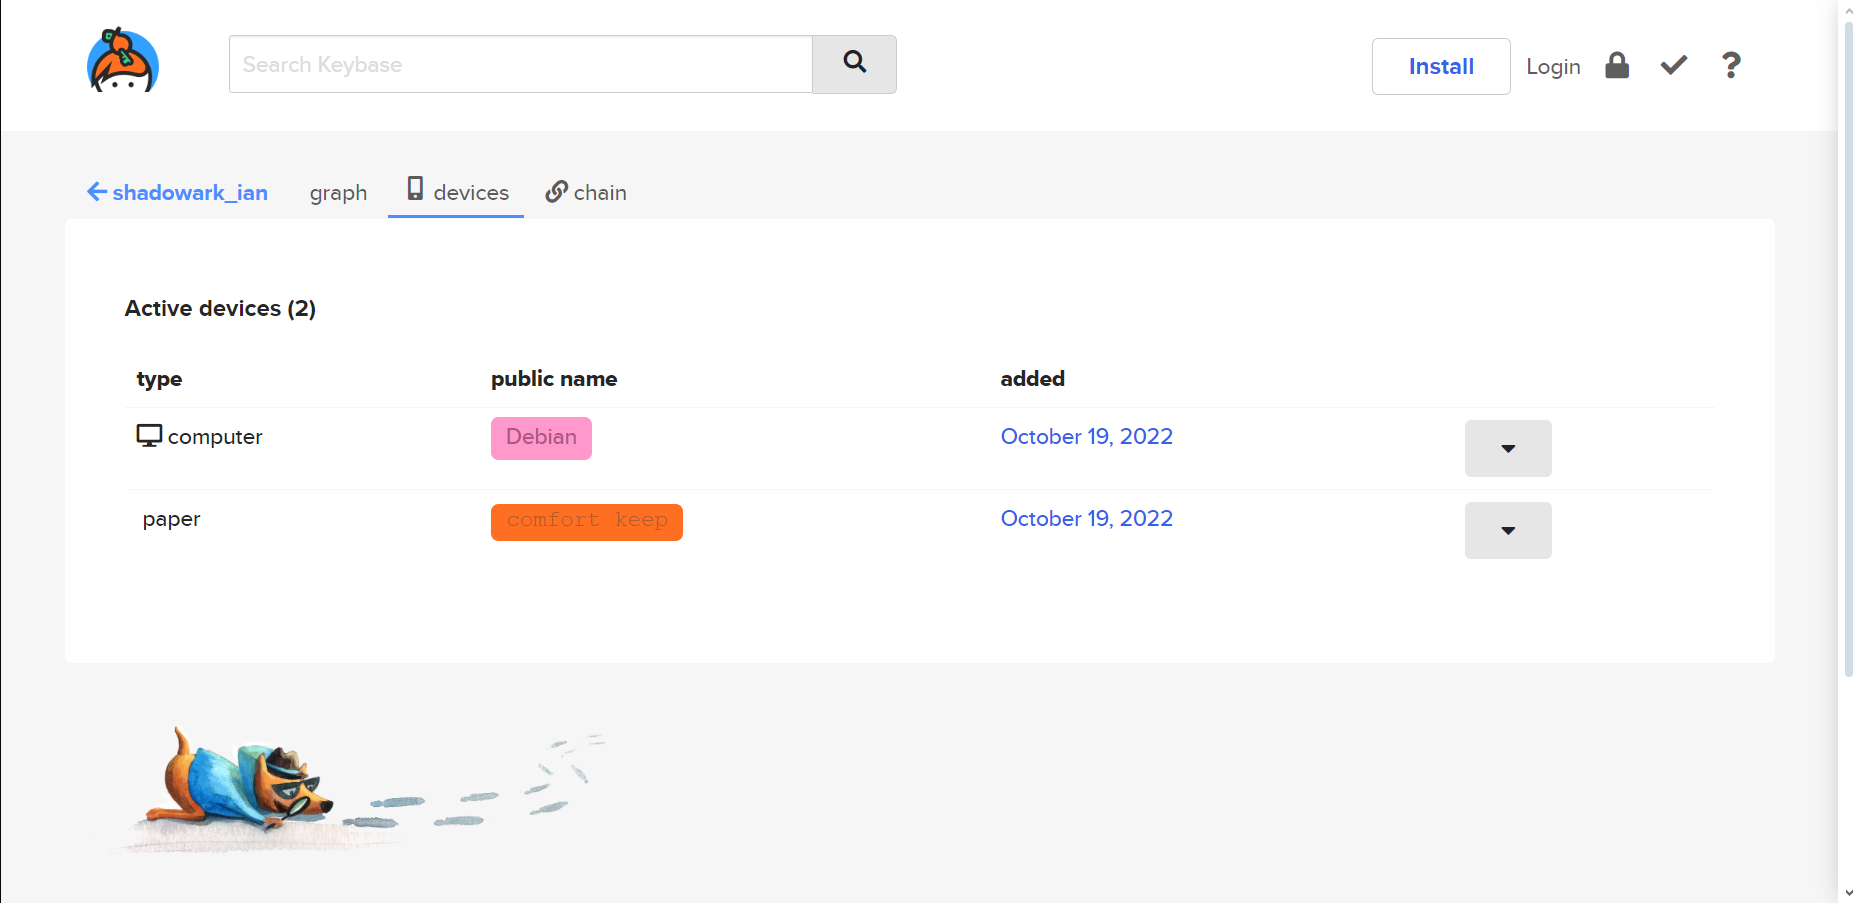 Search Keybase
Install Login ?
shadowark_ian graph devices chain
Active devices (2)
type public name added
computer Debian October 19, 2022
paper comfort keep October 19, 2022